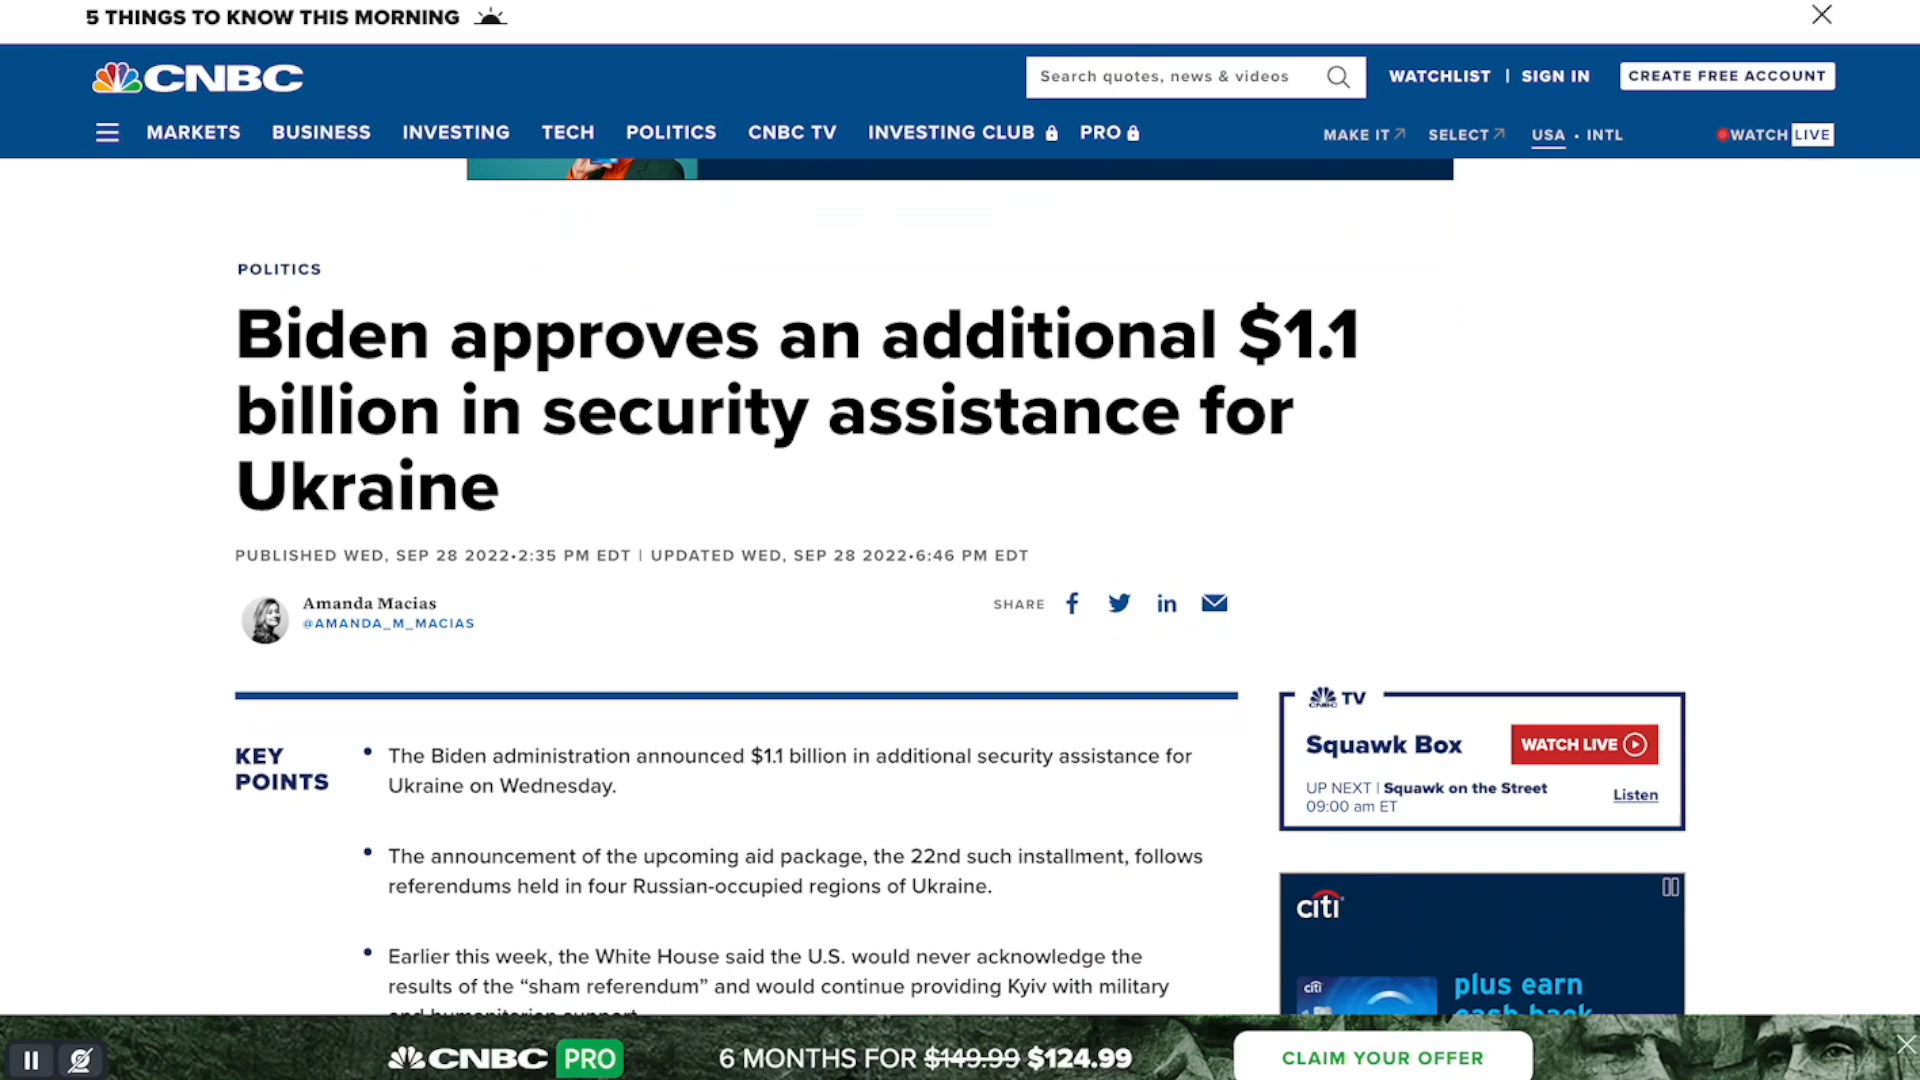 5 THINGS TO KNOW THIS MORNING
CNBC
Search quotes, news & videos
WATCHLIST | SIGN IN
CREATE FREE ACCOUNT
MARKETS BUSINESS INVESTING TECH POLITICS CNBC TV INVESTING CLUB PRO
MAKE IT SELECT USA • INTL
WATCH LIVE
POLITICS
Biden approves an additional $1.1
billion in security assistance for
Ukraine
PUBLISHED WED, SEP 28 2022•2:35 PM EDT | UPDATED WED, SEP 28 2022•6:46 PM EDT
Amanda Macias
@AMANDA_M_MACIAS
SHARE
KEY
POINTS
• The Biden administration announced $1.1 billion in additional security assistance for
Ukraine on Wednesday.
• The announcement of the upcoming aid package, the 22nd such installment, follows
referendums held in four Russian-occupied regions of Ukraine.
• Earlier this week, the White House said the U.S. would never acknowledge the
results of the “sham referendum” and would continue providing Kyiv with military
and humanitarian support.
CNBC TV
Squawk Box
WATCH LIVE
UP NEXT | Squawk on the Street
09:00 am ET
Listen
citi
citi
plus earn
cash back
CNBC PRO
6 MONTHS FOR $149.99 $124.99
CLAIM YOUR OFFER